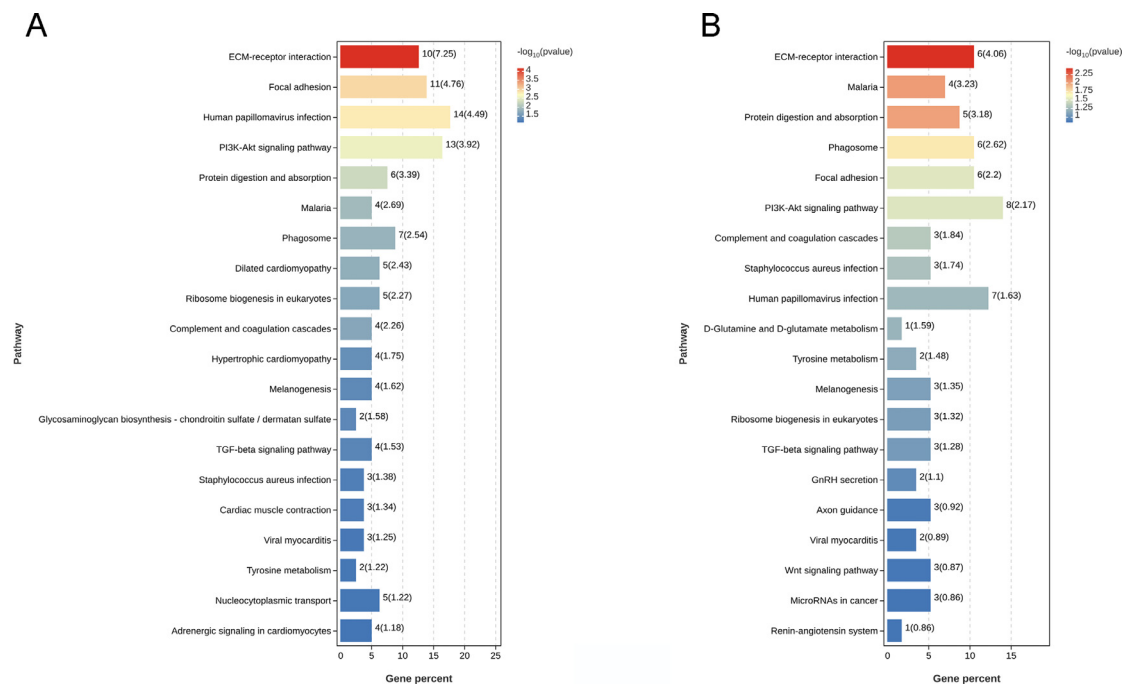 A
ECM-receptor interaction 10(7.25)
Focal adhesion 11(4.76)
Human papillomavirus infection 14(4.49)
PI3K-Akt signaling pathway 13(3.92)
Protein digestion and absorption 6(3.39)
Malaria 4(2.69)
Phagosome 7(2.54)
Dilated cardiomyopathy 5(2.43)
Ribosome biogenesis in eukaryotes 5(2.27)
Complement and coagulation cascades 4(2.26)
Hypertrophic cardiomyopathy 4(1.75)
Melanogenesis 4(1.62)
Glycosaminoglycan biosynthesis - chondroitin sulfate / dermatan sulfate 2(1.58)
TGF-beta signaling pathway 4(1.53)
Staphylococcus aureus infection 3(1.38)
Cardiac muscle contraction 3(1.34)
Viral myocarditis 3(1.25)
Tyrosine metabolism 2(1.22)
Nucleocytoplasmic transport 5(1.22)
Adrenergic signaling in cardiomyocytes 4(1.18)
Pathway
0 5 10 15 20 25
Gene percent
-log10(pvalue)
4
3.5
3
2.5
2
1.5
B
ECM-receptor interaction 6(4.06)
Malaria 4(3.23)
Protein digestion and absorption 5(3.18)
Phagosome 6(2.62)
Focal adhesion 6(2.2)
PI3K-Akt signaling pathway 8(2.17)
Complement and coagulation cascades 3(1.84)
Staphylococcus aureus infection 3(1.74)
Human papillomavirus infection 7(1.63)
D-Glutamine and D-glutamate metabolism 1(1.59)
Tyrosine metabolism 2(1.48)
Melanogenesis 3(1.35)
Ribosome biogenesis in eukaryotes 3(1.32)
TGF-beta signaling pathway 3(1.28)
GnRH secretion 2(1.1)
Axon guidance 3(0.92)
Viral myocarditis 2(0.89)
Wnt signaling pathway 3(0.87)
MicroRNAs in cancer 3(0.86)
Renin-angiotensin system 1(0.86)
Pathway
0 5 10 15
Gene percent
-log10(pvalue)
2.25
2
1.75
1.5
1.25
1